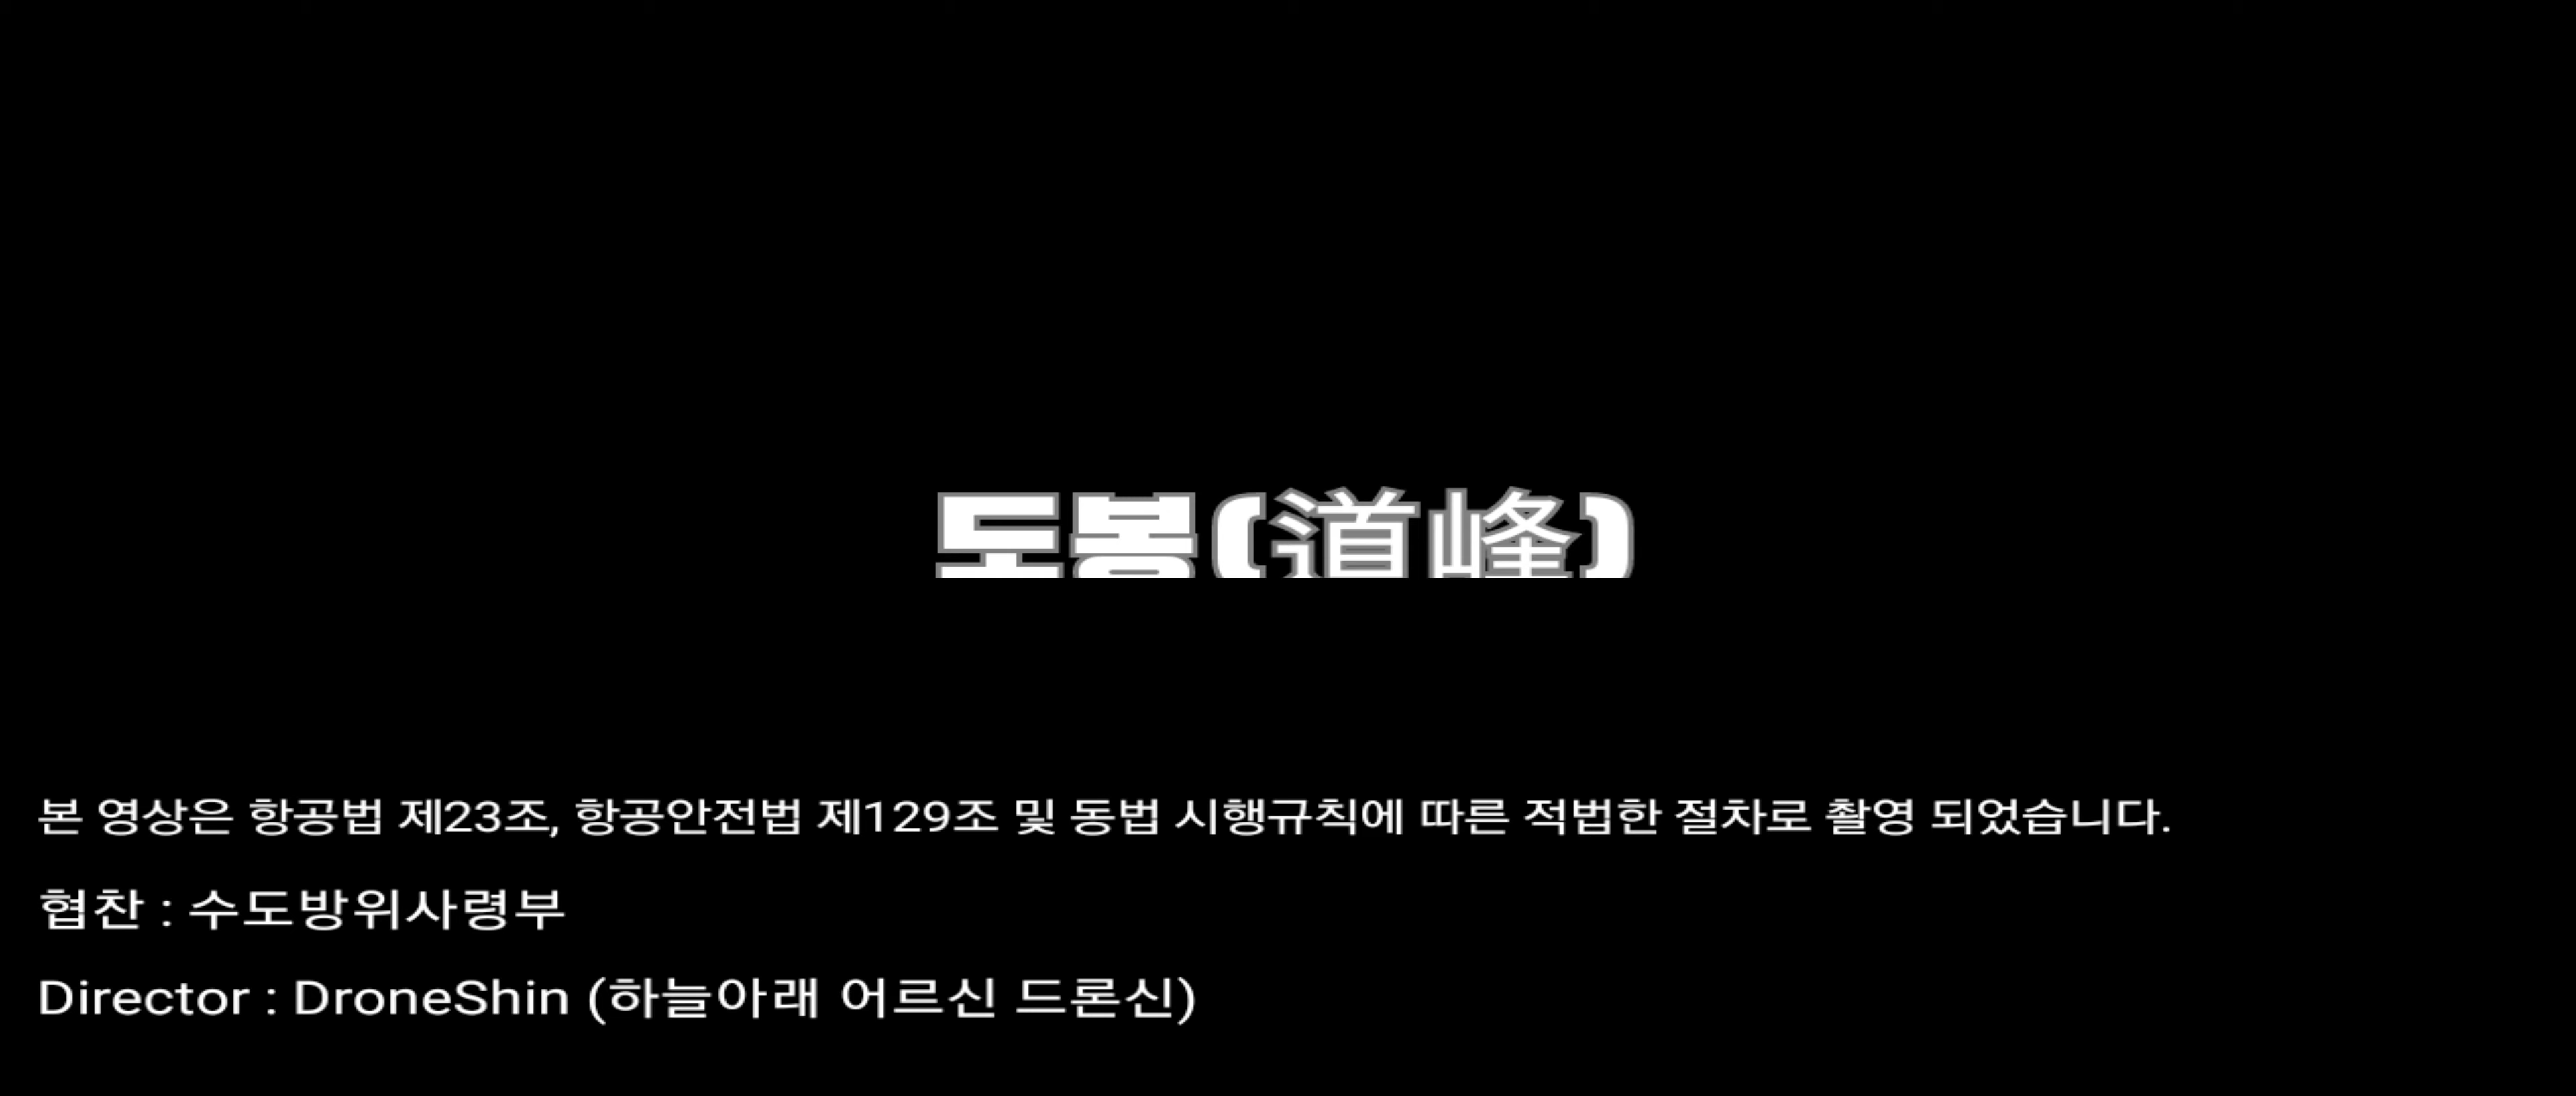 도봉(道峰)
본 영상은 항공법 제23조, 항공안전법 제129조 및 동법 시행규칙에 따른 적법한 절차로 촬영 되었습니다.
협찬 : 수도방위사령부
Director : DroneShin (하늘아래 어르신 드론신)